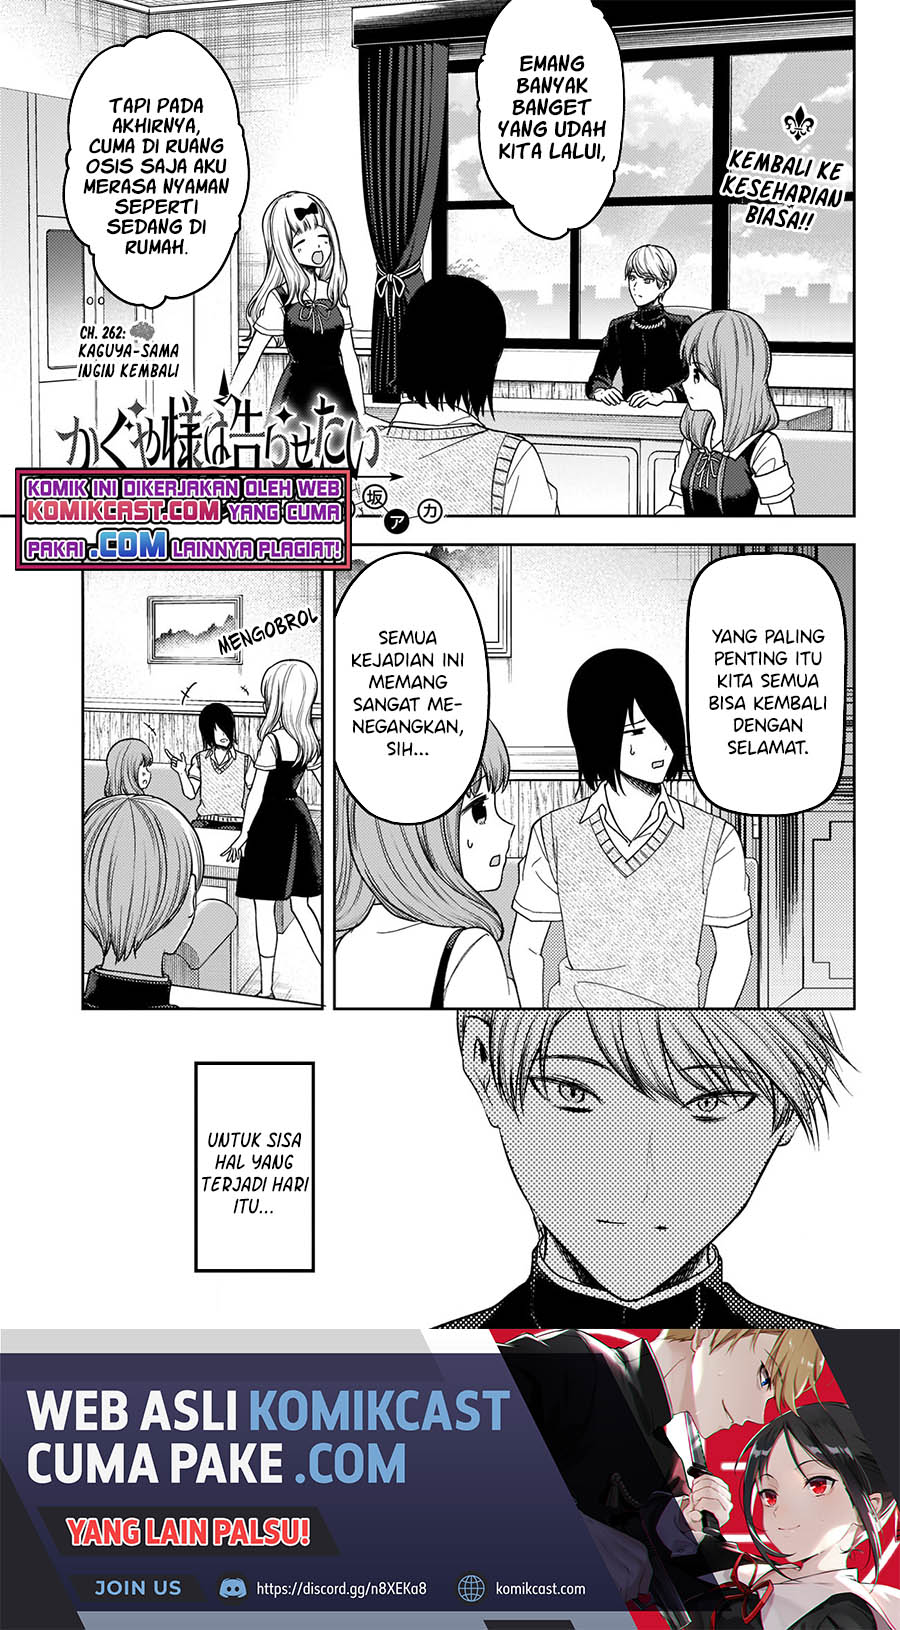 EMANG
BANYAK
BANGET
YANG UDAH
KITA LALUI,
KEMBALI KE
KESEHARIAN
BIASA!!
TAPI PADA
AKHIRNYA,
CUMA DI RUANG
OSIS SAJA AKU
MERASA NYAMAN
SEPERTI
SEDANG DI
RUMAH.
CH. 262:
KAGUYA-SAMA
INGIN KEMBALI
かぐや様は告らせたい
坂
ア
カ
KOMIK INI DIKERJAKAN OLEH WEB
KOMIKCAST.COM YANG CUMA
PAKAI .COM LAINNYA PLAGIAT!
YANG PALING
PENTING ITU
KITA SEMUA
BISA KEMBALI
DENGAN
SELAMAT.
SEMUA
KEJADIAN INI
MEMANG
SANGAT ME-
NEGANGKAN,
SIH...
MENGOBROL
UNTUK SISA
HAL YANG
TERJADI HARI
ITU...
WEB ASLI KOMIKCAST
CUMA PAKE .COM
YANG LAIN PALSU!
JOIN US https://discord.gg/n8XEKa8 komikcast.com